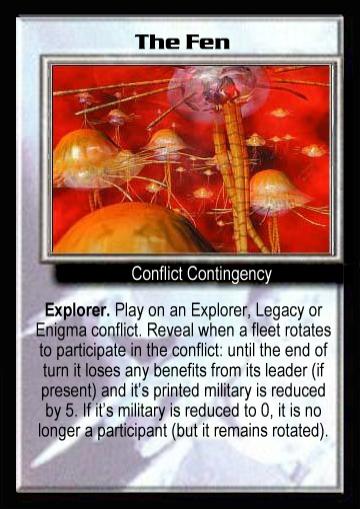 The Fen
Conflict Contingency
Explorer. Play on an Explorer, Legacy or
Enigma conflict. Reveal when a fleet rotates
to participate in the conflict: until the end of
turn it loses any benefits from its leader (if
present) and it's printed military is reduced
by 5. If it's military is reduced to 0, it is no
longer a participant (but it remains rotated).